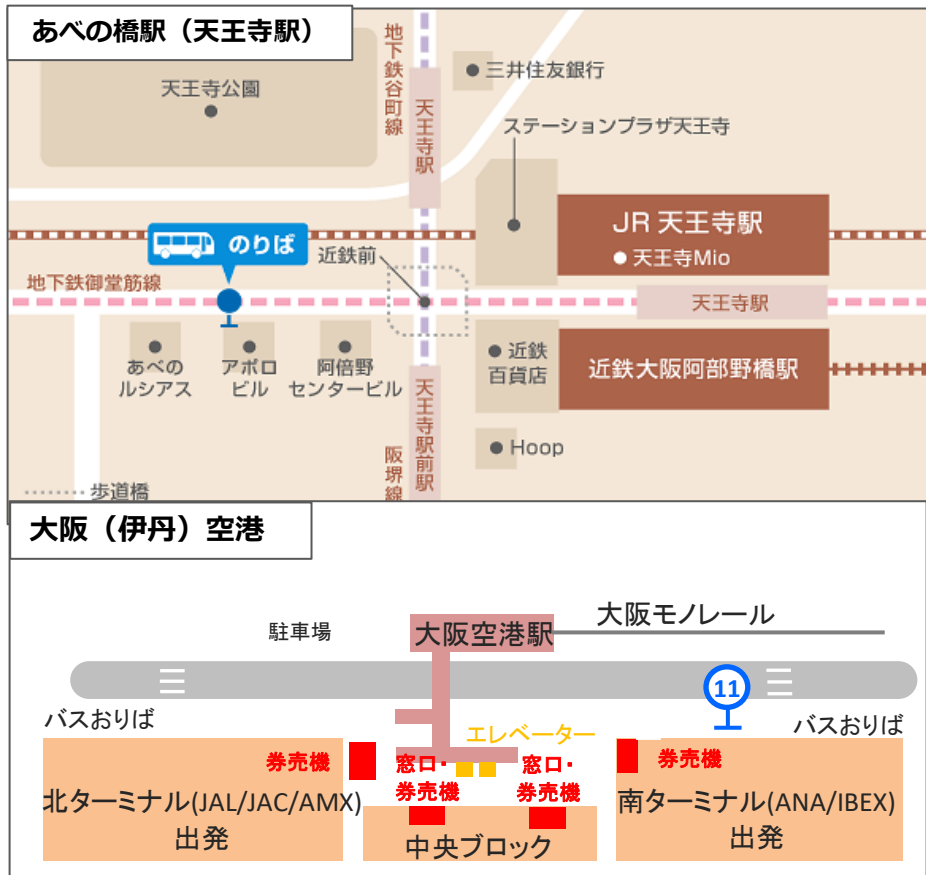 あべの橋駅（天王寺駅）
地下鉄谷町線
天王寺公園
天王寺駅
三井住友銀行
ステーションプラザ天王寺
JR 天王寺駅
天王寺Mio
のりば
近鉄前
地下鉄御堂筋線
天王寺駅
あべの
ルシアス
アポロ
ビル
阿倍野
センタービル
近鉄
百貨店
近鉄大阪阿部野橋駅
天王寺駅前駅
阪堺線
Hoop
歩道橋
大阪（伊丹）空港
駐車場
大阪空港駅
大阪モノレール
11
バスおりば
バスおりば
エレベーター
券売機
窓口・
券売機
窓口・
券売機
券売機
北ターミナル(JAL/JAC/AMX)
出発
中央ブロック
南ターミナル(ANA/IBEX)
出発